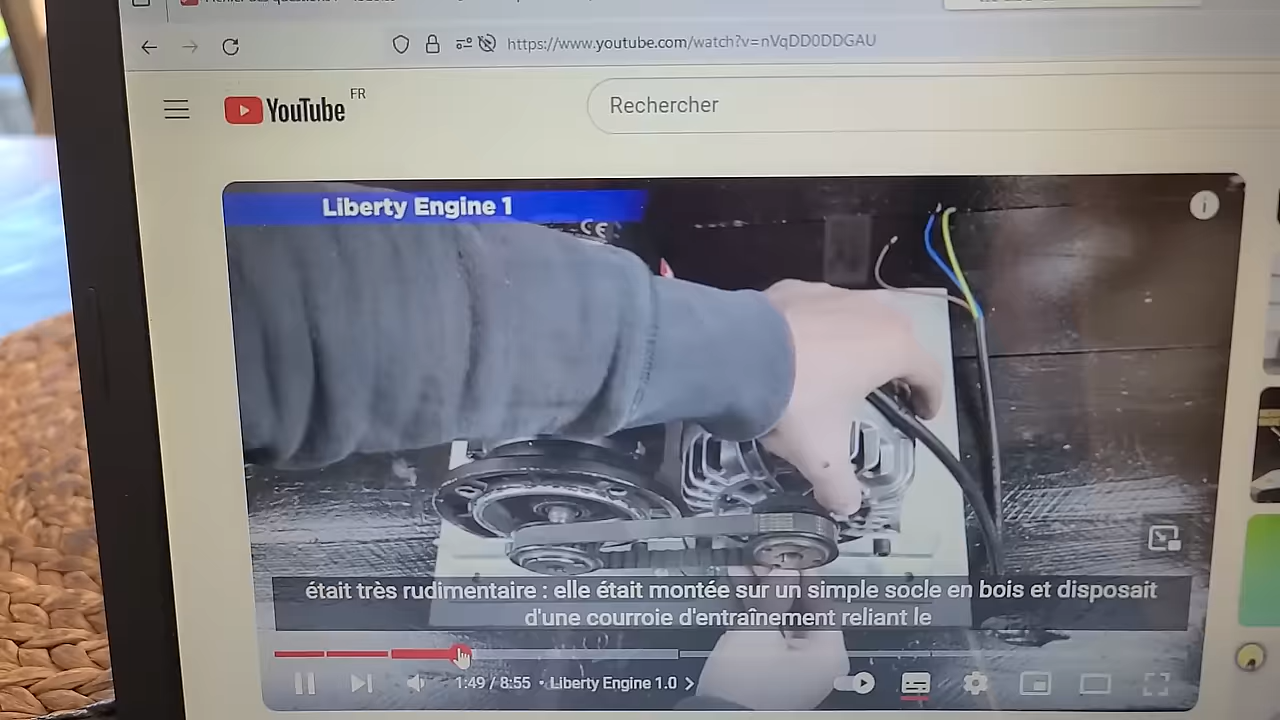 https://www.youtube.com/watch?v=nVqDD0DDGAU
YouTube FR
Rechercher
Liberty Engine 1
CE
était très rudimentaire : elle était montée sur un simple socle en bois et disposait
d'une courroie d'entraînement reliant le
1:49 / 8:55 • Liberty Engine 1.0